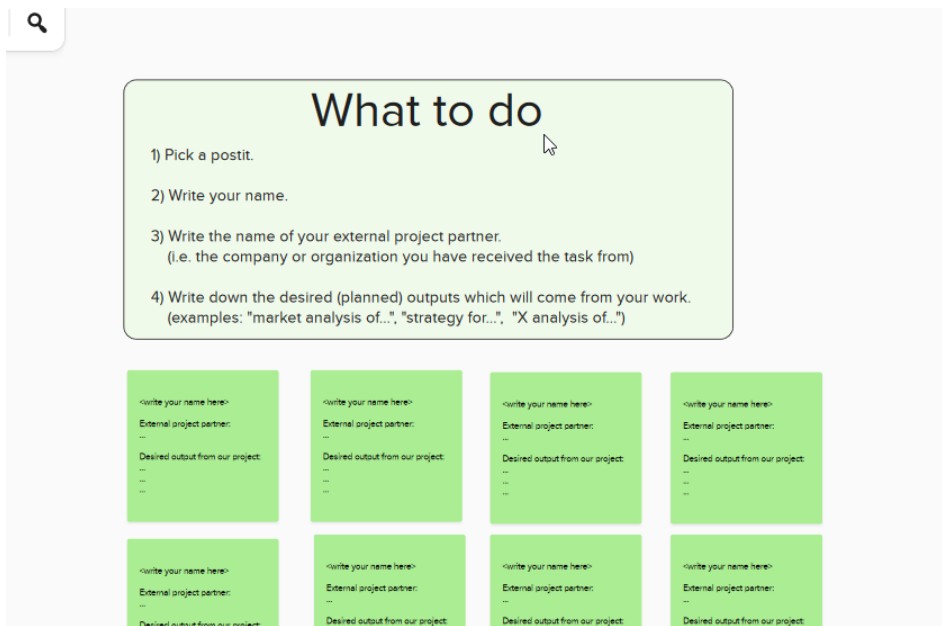 What to do
1) Pick a postit.
2) Write your name.
3) Write the name of your external project partner.
(i.e. the company or organization you have received the task from)
4) Write down the desired (planned) outputs which will come from your work.
(examples: "market analysis of...", "strategy for...", "X analysis of...")
<write your name here>
External project partner:
...
Desired output from our project:
...
...
...
<write your name here>
External project partner:
...
Desired output from our project:
...
...
...
<write your name here>
External project partner:
...
Desired output from our project:
...
...
...
<write your name here>
External project partner:
...
Desired output from our project:
...
...
...
<write your name here>
External project partner:
...
Desired output from our project:
<write your name here>
External project partner:
...
Desired output from our project:
<write your name here>
External project partner:
...
Desired output from our project:
<write your name here>
External project partner:
...
Desired output from our project: